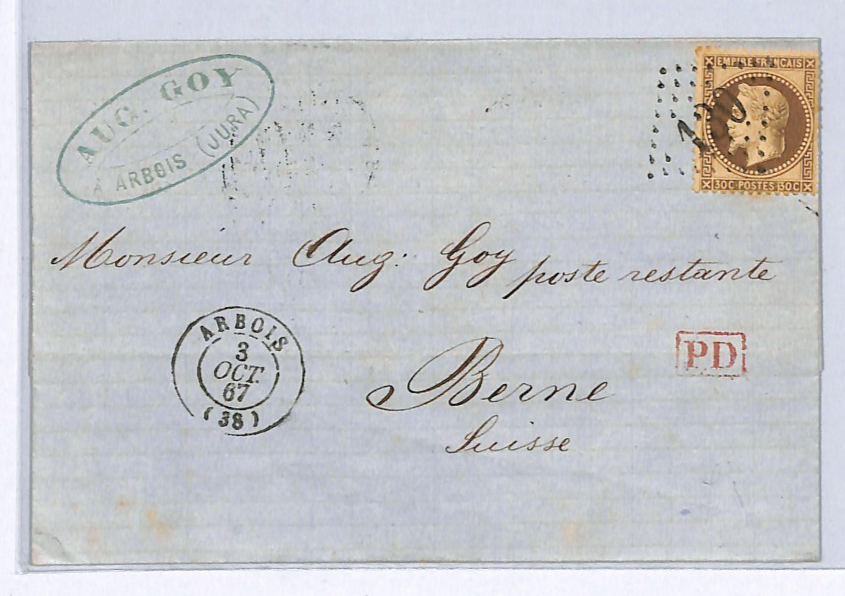 AUG. GOY
A ARBOIS (JURA)
EMPIRE FRANÇAIS
30C POSTES 30C
Monsieur Aug: Goy poste restante
ARBOIS
3
OCT.
67
(38)
PD
Berne
Suisse